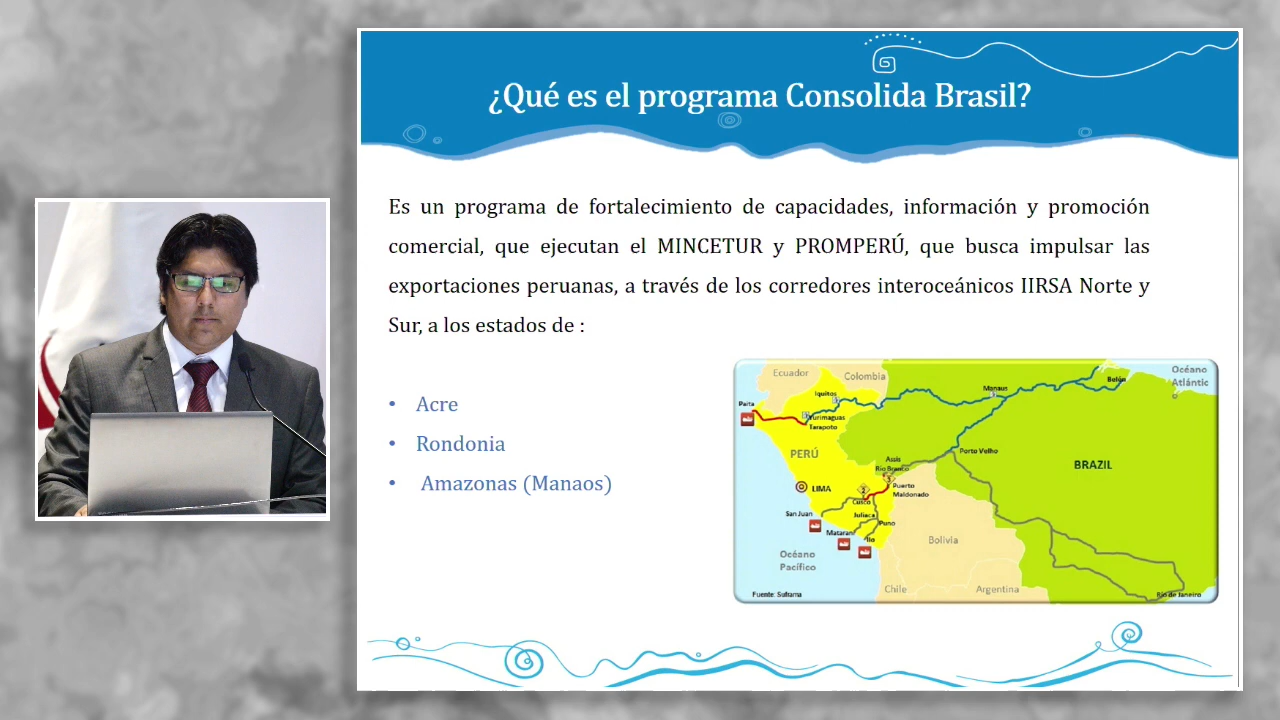 ¿Qué es el programa Consolida Brasil?
Es un programa de fortalecimiento de capacidades, información y promoción
comercial, que ejecutan el MINCETUR y PROMPERÚ, que busca impulsar las
exportaciones peruanas, a través de los corredores interoceánicos IIRSA Norte y
Sur, a los estados de :
• Acre
• Rondonia
• Amazonas (Manaos)
Ecuador
Colombia
Océano
Atlántic
Belén
Manaus
Iquitos
Paita
Yurimaguas
Tarapoto
PERÚ
Assis
Rio Branco
Porto Velho
BRAZIL
LIMA
Puerto
Maldonado
Cusco
San Juan
Juliaca
Puno
Matarani
Ilo
Bolivia
Océano
Pacífico
Chile
Argentina
Fuente: Suframa
Rio de Janeiro